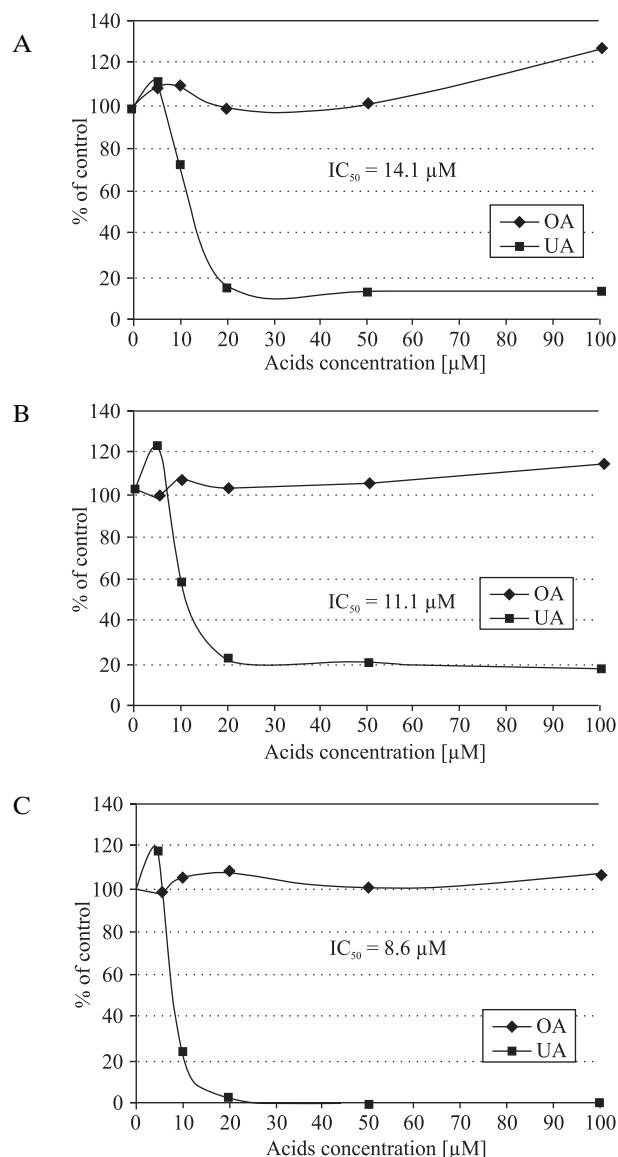 A
140
120
100
80
60
40
20
0
% of control
IC₅₀ = 14.1 µM
OA
UA
0 10 20 30 40 50 60 70 80 90 100
Acids concentration [µM]
B
140
120
100
80
60
40
20
0
% of control
IC₅₀ = 11.1 µM
OA
UA
0 10 20 30 40 50 60 70 80 90 100
Acids concentration [µM]
C
140
120
100
80
60
40
20
0
% of control
IC₅₀ = 8.6 µM
OA
UA
0 10 20 30 40 50 60 70 80 90 100
Acids concentration [µM]